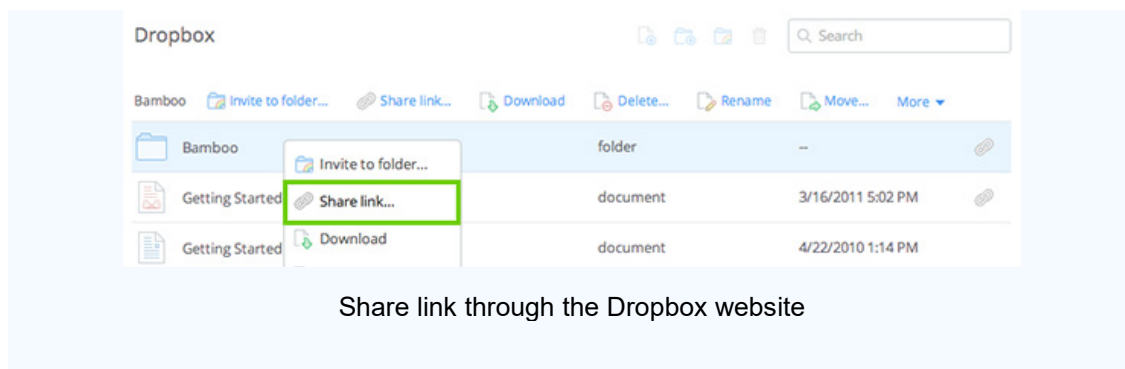 Dropbox
Search
Bamboo Invite to folder... Share link... Download Delete... Rename Move... More
Bamboo folder --
Invite to folder...
Getting Started document 3/16/2011 5:02 PM
Share link...
Download
Getting Started document 4/22/2010 1:14 PM
Share link through the Dropbox website